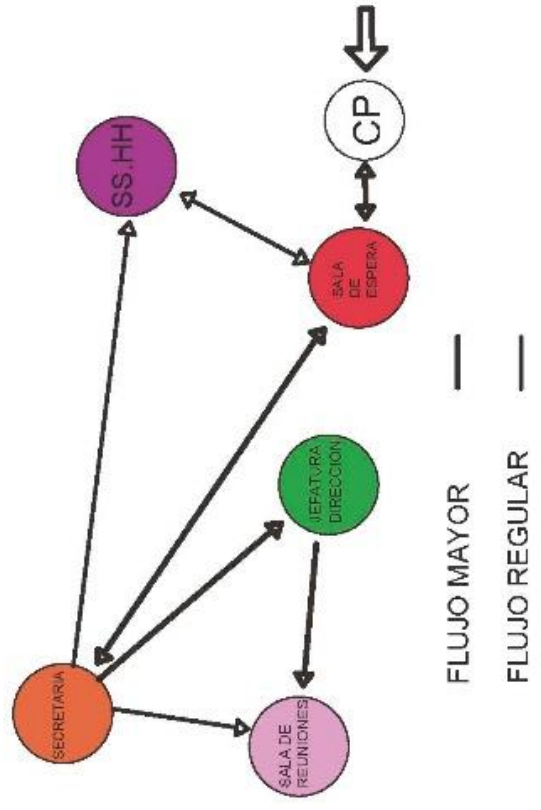 SECRETARIA
SS.HH
SALA DE
REUNIONES
JEFATURA
DIRECCION
SALA
DE
ESPERA
CP
FLUJO MAYOR
FLUJO REGULAR